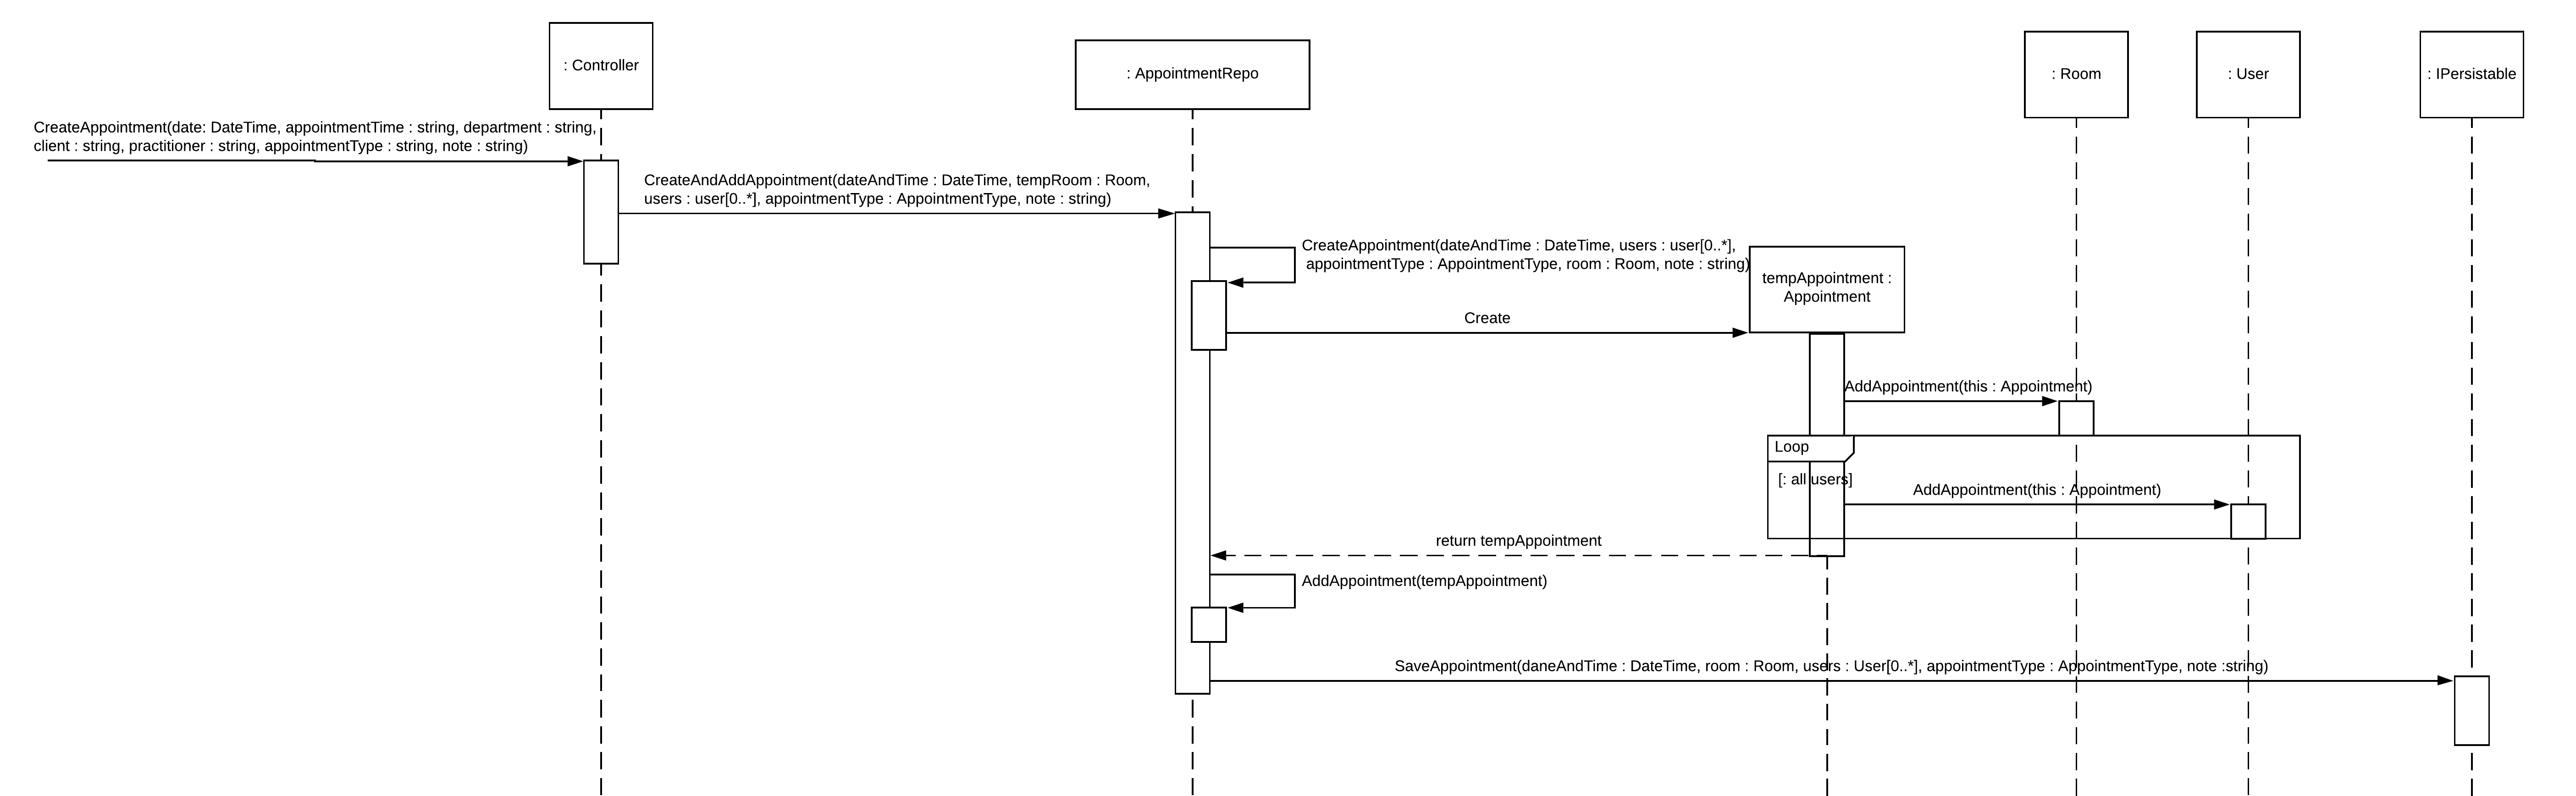 : Controller
: AppointmentRepo
: Room
: User
: IPersistable
CreateAppointment(date: DateTime, appointmentTime : string, department : string,
client : string, practitioner : string, appointmentType : string, note : string)
CreateAndAddAppointment(dateAndTime : DateTime, tempRoom : Room,
users : user[0..*], appointmentType : AppointmentType, note : string)
CreateAppointment(dateAndTime : DateTime, users : user[0..*],
appointmentType : AppointmentType, room : Room, note : string)
tempAppointment :
Appointment
Create
AddAppointment(this : Appointment)
Loop
[: all users]
AddAppointment(this : Appointment)
return tempAppointment
AddAppointment(tempAppointment)
SaveAppointment(daneAndTime : DateTime, room : Room, users : User[0..*], appointmentType : AppointmentType, note :string)